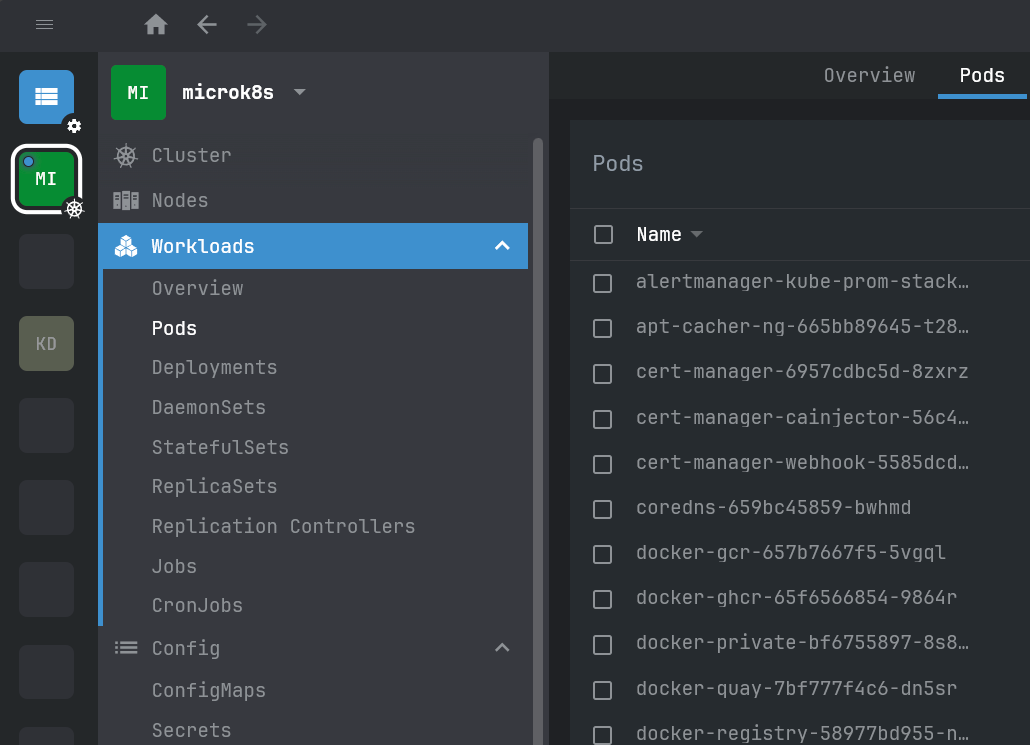 Overview Pods
MI microk8s
MI
KD
Cluster
Nodes
Workloads
Overview
Pods
Deployments
DaemonSets
StatefulSets
ReplicaSets
Replication Controllers
Jobs
CronJobs
Config
ConfigMaps
Secrets
Pods
Name
alertmanager-kube-prom-stack…
apt-cacher-ng-665bb89645-t28…
cert-manager-6957cdbc5d-8zxrz
cert-manager-cainjector-56c4…
cert-manager-webhook-5585dcd…
coredns-659bc45859-bwhmd
docker-gcr-657b7667f5-5vgql
docker-ghcr-65f6566854-9864r
docker-private-bf6755897-8s8…
docker-quay-7bf777f4c6-dn5sr
docker-registry-58977bd955-n…